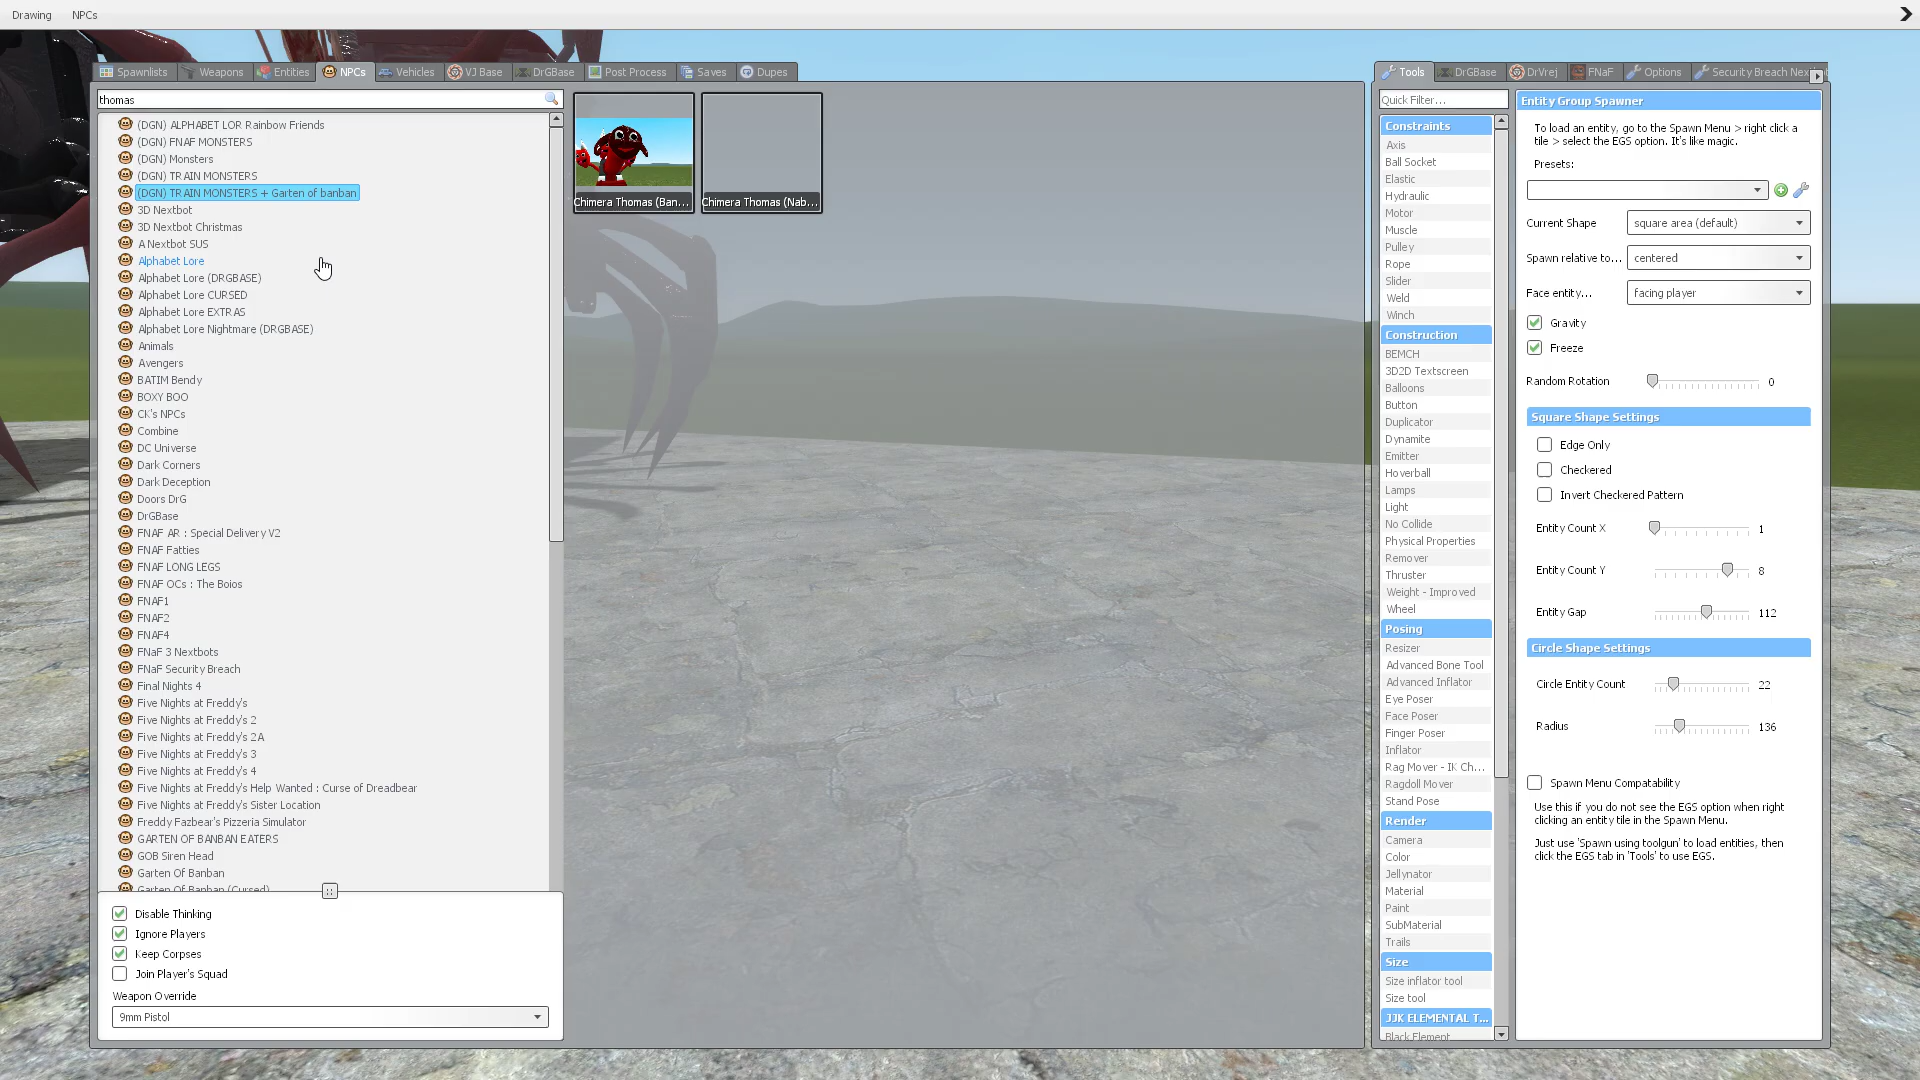 Drawing NPCs
Spawnlists Weapons Entities NPCs Vehicles VJ Base DrGBase Post Process Saves Dupes
thomas
(DGN) ALPHABET LOR Rainbow Friends
(DGN) FNAF MONSTERS
(DGN) Monsters
(DGN) TRAIN MONSTERS
(DGN) TRAIN MONSTERS + Garten of banban
3D Nextbot
3D Nextbot Christmas
A Nextbot SUS
Alphabet Lore
Alphabet Lore (DRGBASE)
Alphabet Lore CURSED
Alphabet Lore EXTRAS
Alphabet Lore Nightmare (DRGBASE)
Animals
Avengers
BATIM Bendy
BOXY BOO
CK's NPCs
Combine
DC Universe
Dark Corners
Dark Deception
Doors DrG
DrGBase
FNAF AR : Special Delivery V2
FNAF Fatties
FNAF LONG LEGS
FNAF OCs : The Boios
FNAF1
FNAF2
FNAF4
FNaF 3 Nextbots
FNaF Security Breach
Final Nights 4
Five Nights at Freddy's
Five Nights at Freddy's 2
Five Nights at Freddy's 2A
Five Nights at Freddy's 3
Five Nights at Freddy's 4
Five Nights at Freddy's Help Wanted : Curse of Dreadbear
Five Nights at Freddy's Sister Location
Freddy Fazbear's Pizzeria Simulator
GARTEN OF BANBAN EATERS
GOB Siren Head
Garten Of Banban
Garten Of Banban (Cursed)
Disable Thinking
Ignore Players
Keep Corpses
Join Player's Squad
Weapon Override
9mm Pistol
Chimera Thomas (Ban... Chimera Thomas (Nab...
Tools DrGBase DrVrej FNaF Options Security Breach
Quick Filter...
Constraints
Axis
Ball Socket
Elastic
Hydraulic
Motor
Muscle
Pulley
Rope
Slider
Weld
Winch
Construction
BEMCH
3D2D Textscreen
Balloons
Button
Duplicator
Dynamite
Emitter
Hoverball
Lamps
Light
No Collide
Physical Properties
Remover
Thruster
Weight - Improved
Wheel
Posing
Resizer
Advanced Bone Tool
Advanced Inflator
Eye Poser
Face Poser
Finger Poser
Inflator
Rag Mover - IK Ch...
Ragdoll Mover
Stand Pose
Render
Camera
Color
Jellynator
Material
Paint
SubMaterial
Trails
Size
Size inflator tool
Size tool
JJK ELEMENTAL T...
Black Element
Entity Group Spawner
To load an entity, go to the Spawn Menu > right click a
tile > select the EGS option. It's like magic.
Presets:
Current Shape square area (default)
Spawn relative to... centered
Face entity... facing player
Gravity
Freeze
Random Rotation 0
Square Shape Settings
Edge Only
Checkered
Invert Checkered Pattern
Entity Count X 1
Entity Count Y 8
Entity Gap 112
Circle Shape Settings
Circle Entity Count 22
Radius 136
Spawn Menu Compatability
Use this if you do not see the EGS option when right
clicking an entity tile in the Spawn Menu.
Just use 'Spawn using toolgun' to load entities, then
click the EGS tab in 'Tools' to use EGS.